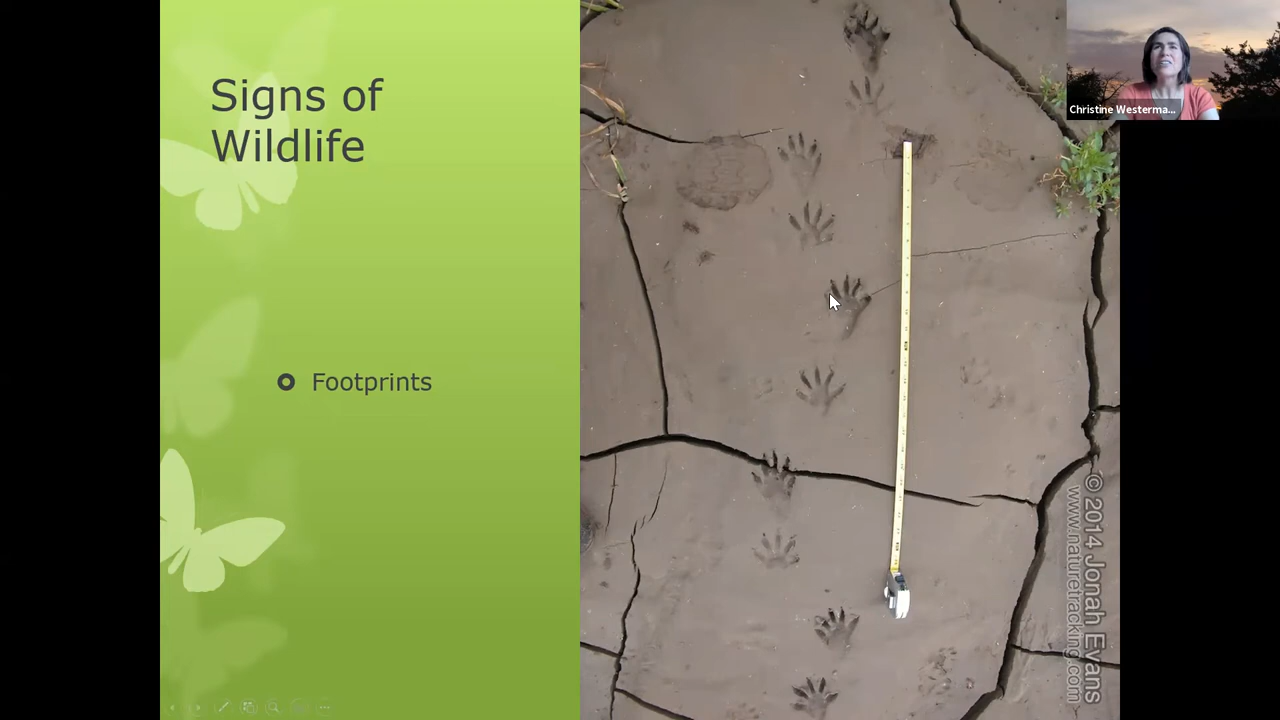 Signs of
Wildlife
Footprints
Christine Westerma...
© 2014 Jonah Evans
www.naturetracking.com